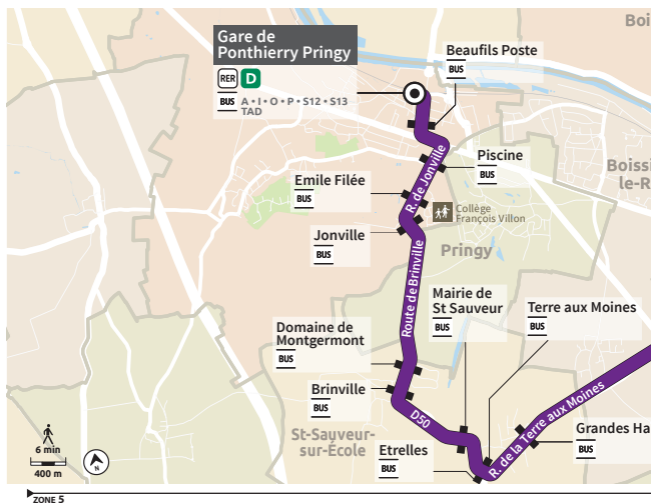 Gare de
Ponthierry Pringy
RER D
BUS A • I • O • P • S12 • S13
TAD
Beaufils Poste
BUS
Boi
Piscine
BUS
Boissi
le-R
Emile Filée
BUS
R. de Jonville
Collège
François Villon
Jonville
BUS
Pringy
Route de Brinville
Mairie de
St Sauveur
BUS
Terre aux Moines
BUS
Domaine de
Montgermont
BUS
Brinville
BUS
D50
St-Sauveur-
sur-École
Etrelles
BUS
R. de la Terre aux Moines
Grandes Ha
BUS
6 min
400 m
N
ZONE 5